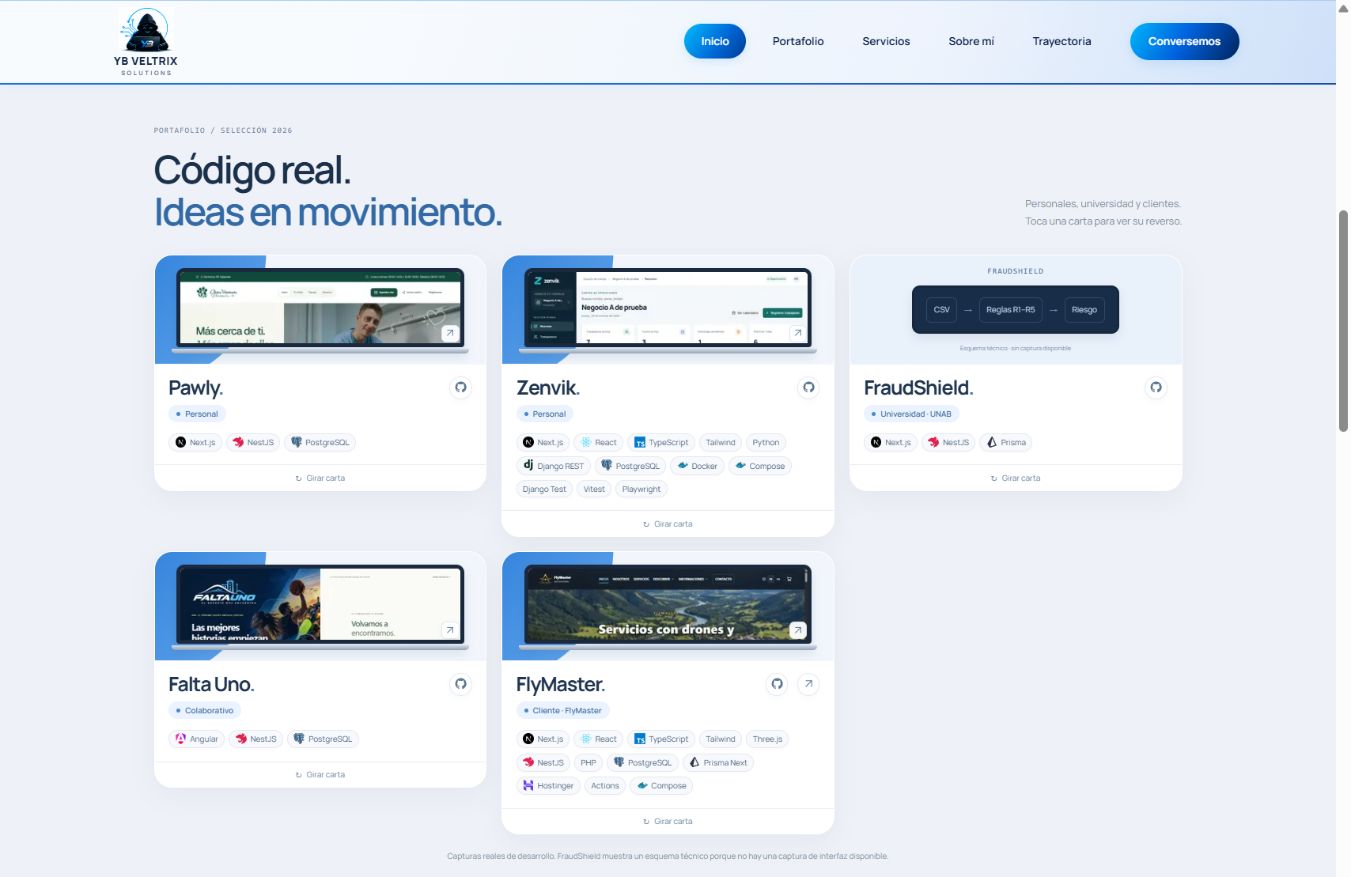 YB VELTRIX
SOLUTIONS
Inicio
Portafolio
Servicios
Sobre mí
Trayectoria
Conversemos
PORTAFOLIO / SELECCIÓN 2026
Código real.
Ideas en movimiento.
Personales, universidad y clientes.
Toca una carta para ver su reverso.
Más cerca de ti.
Pawly.
Personal
Next.js
NestJS
PostgreSQL
Girar carta
zenvik
Negocio A de prueba
Zenvik.
Personal
Next.js
React
TypeScript
Tailwind
Python
Django REST
PostgreSQL
Docker
Compose
Django Test
Vitest
Playwright
Girar carta
FRAUDSHIELD
CSV → Reglas R1–R5 → Riesgo
Esquema técnico · sin captura disponible
FraudShield.
Universidad · UNAB
Next.js
NestJS
Prisma
Girar carta
FALTAUNO
Las mejores
historias empiezan
Volvamos a
encontrarnos.
Falta Uno.
Colaborativo
Angular
NestJS
PostgreSQL
Girar carta
FlyMaster
INICIO
NOSOTROS
SERVICIOS
DESCUBRE
INFORMACIONES
CONTACTO
Servicios con drones y
FlyMaster.
Cliente · FlyMaster
Next.js
React
TypeScript
Tailwind
Three.js
NestJS
PHP
PostgreSQL
Prisma Next
Hostinger
Actions
Compose
Girar carta
Capturas reales de desarrollo. FraudShield muestra un esquema técnico porque no hay una captura de interfaz disponible.